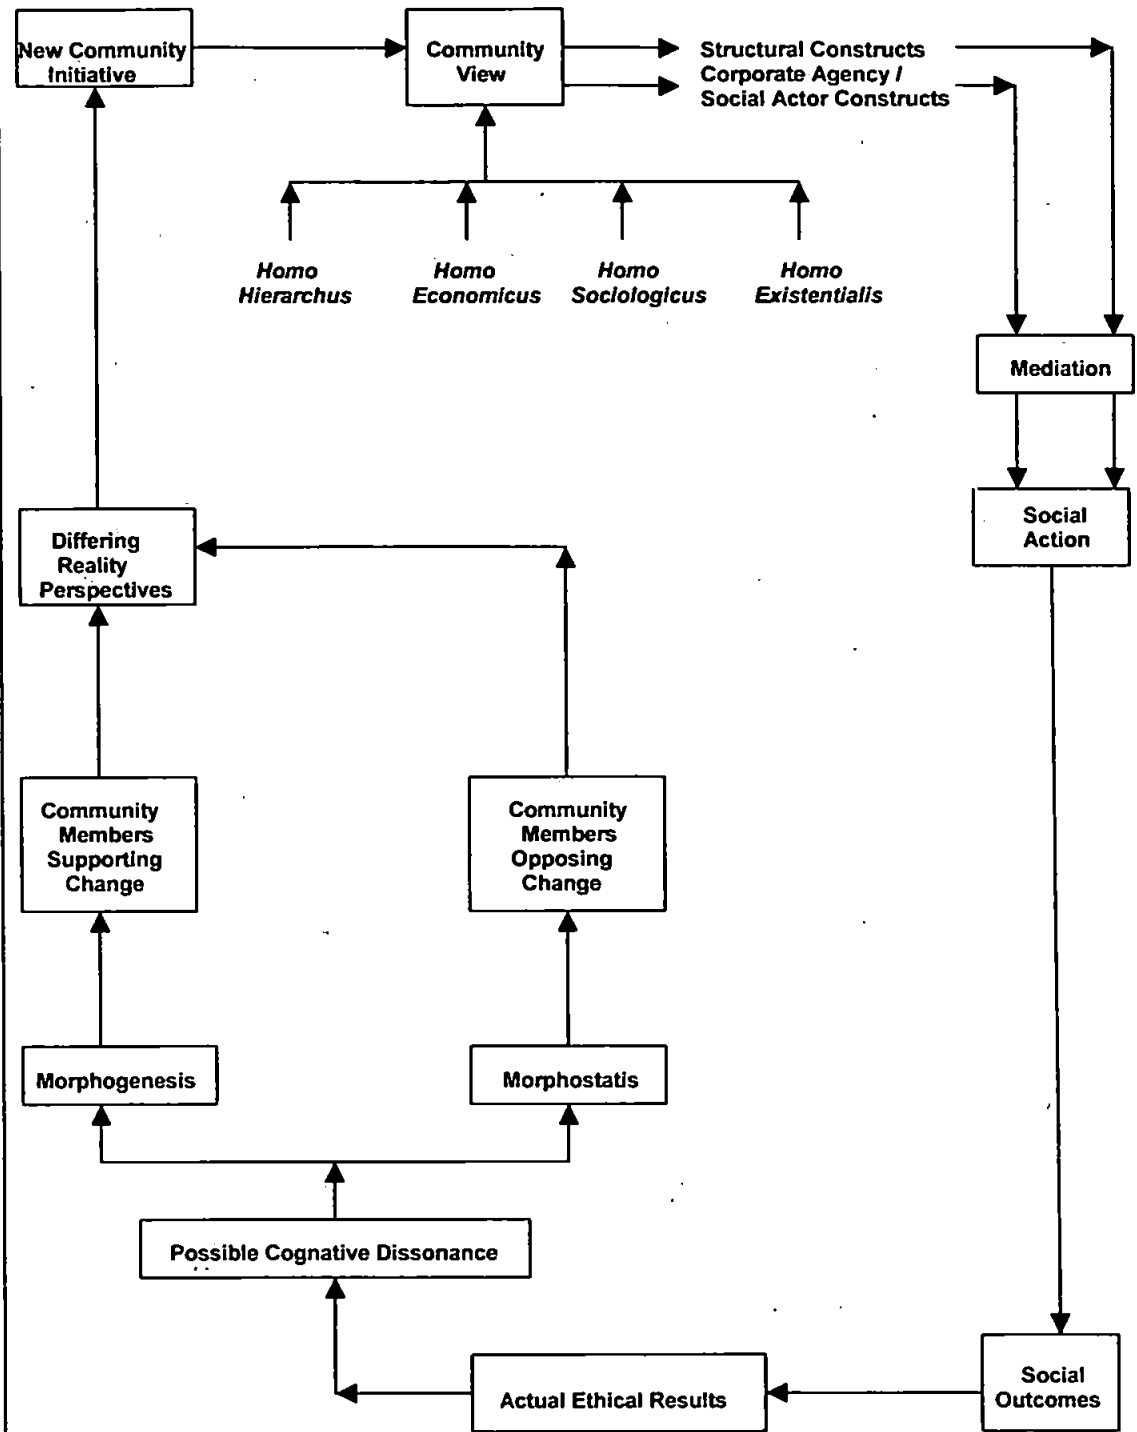 New Community
Initiative
Community
View
Structural Constructs
Corporate Agency /
Social Actor Constructs
Homo
Hierarchus
Homo
Economicus
Homo
Sociologicus
Homo
Existentialis
Mediation
Social
Action
Differing
Reality
Perspectives
Community
Members
Supporting
Change
Community
Members
Opposing
Change
Morphogenesis
Morphostatis
Possible Cognative Dissonance
Actual Ethical Results
Social
Outcomes